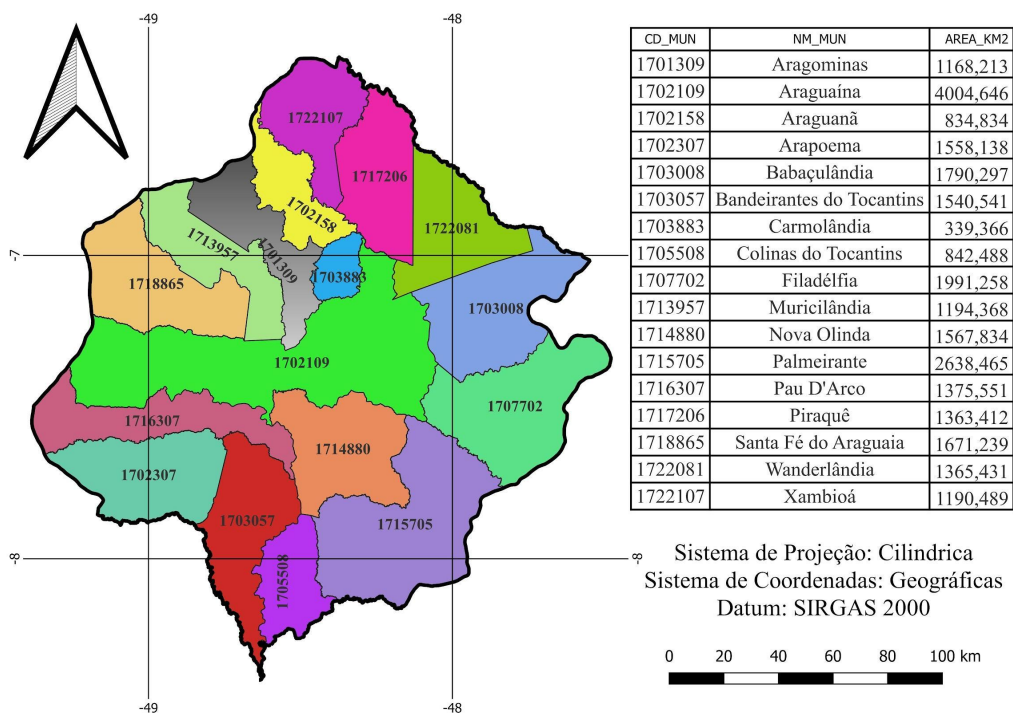 -49 -48
CD_MUN NM_MUN AREA_KM2
1701309 Aragominas 1168,213
1702109 Araguaína 4004,646
1702158 Araguanã 834,834
1702307 Arapoema 1558,138
1703008 Babaçulândia 1790,297
1703057 Bandeirantes do Tocantins 1540,541
1703883 Carmolândia 339,366
1705508 Colinas do Tocantins 842,488
1707702 Filadélfia 1991,258
1713957 Muricilândia 1194,368
1714880 Nova Olinda 1567,834
1715705 Palmeirante 2638,465
1716307 Pau D'Arco 1375,551
1717206 Piraquê 1363,412
1718865 Santa Fé do Araguaia 1671,239
1722081 Wanderlândia 1365,431
1722107 Xambioá 1190,489
1722107
1717206
1702158
1722081
1713957
1701309
-7
1703883
1718865
1703008
1702109
1707702
1716307
1714880
1702307
1703057
1715705
-8 -8
1705508
-49 -48
Sistema de Projeção: Cilindrica
Sistema de Coordenadas: Geográficas
Datum: SIRGAS 2000
0 20 40 60 80 100 km